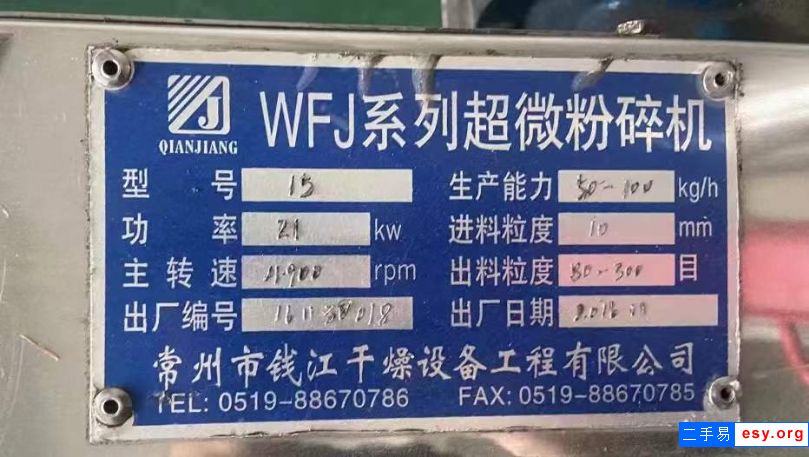 QIANJIANG
WFJ系列超微粉碎机
型号 15 生产能力 50-100 kg/h
功率 21 kw 进料粒度 10 mm
主转速 rpm 出料粒度 80-300 目
出厂编号 出厂日期
常州市钱江干燥设备工程有限公司
TEL: 0519-88670786 FAX: 0519-88670785
二手易 esy.org